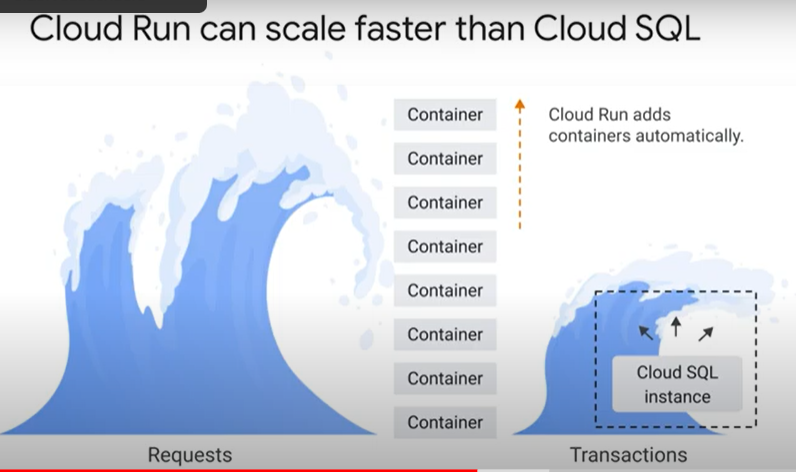 Cloud Run can scale faster than Cloud SQL
Container
Container
Container
Container
Container
Container
Container
Container
Cloud Run adds
containers automatically.
Cloud SQL
instance
Requests
Transactions